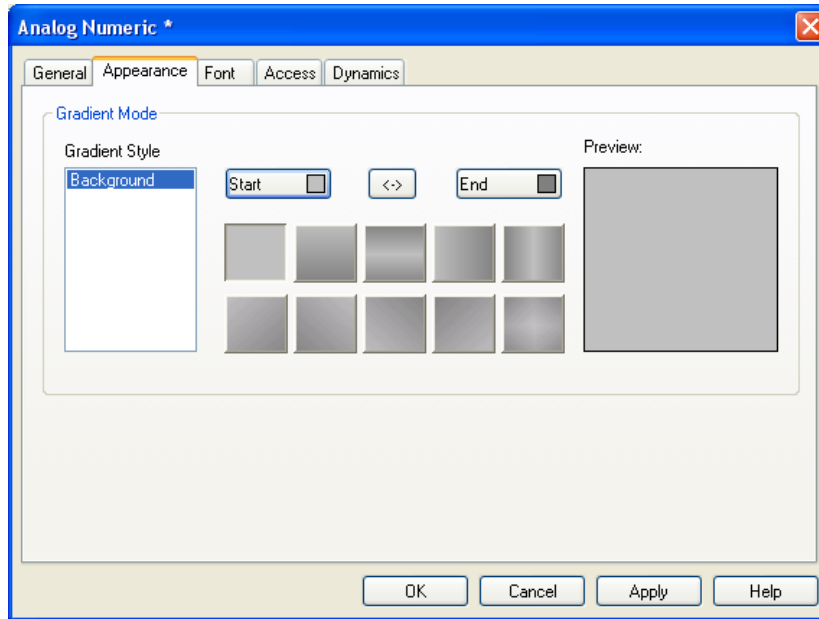 Analog Numeric *
General Appearance Font Access Dynamics
Gradient Mode
Gradient Style
Preview:
Background
Start <-> End
OK Cancel Apply Help